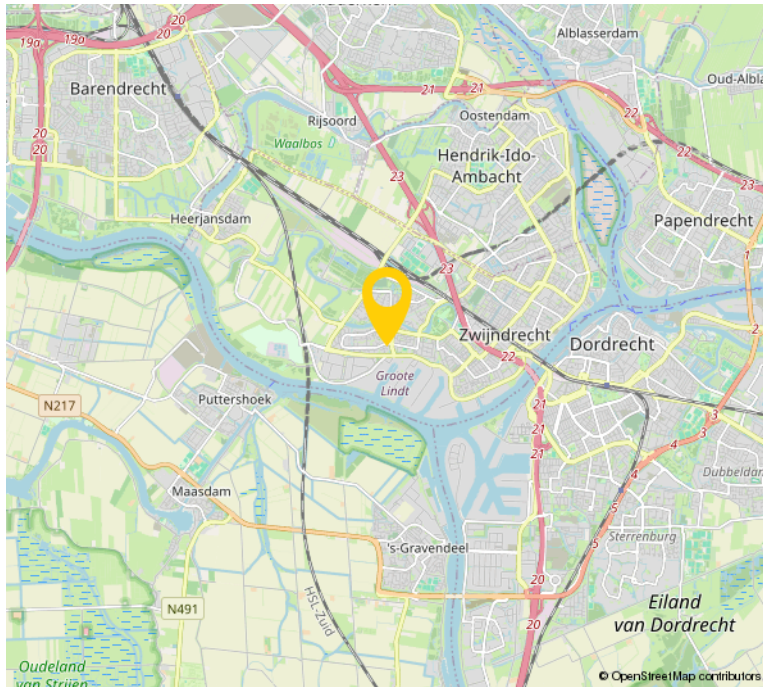 20
19a
19a
20
Alblasserdam
Barendrecht
21
21
Oud-Albla
Rijsoord
Oostendam
22
20
Waalbos
Hendrik-Ido-
Ambacht
22
23
23
Heerjansdam
Papendrecht
23
1
Zwijndrecht
Dordrecht
2
22
Groote
Lindt
Puttershoek
N217
21
21
21
3
3
4
4
Dubbeldam
Maasdam
5
5
Sterrenburg
's-Gravendeel
20
20
HSL-Zuid
N491
Eiland
van Dordrecht
Oudeland
van Strijen
© OpenStreetMap contributors